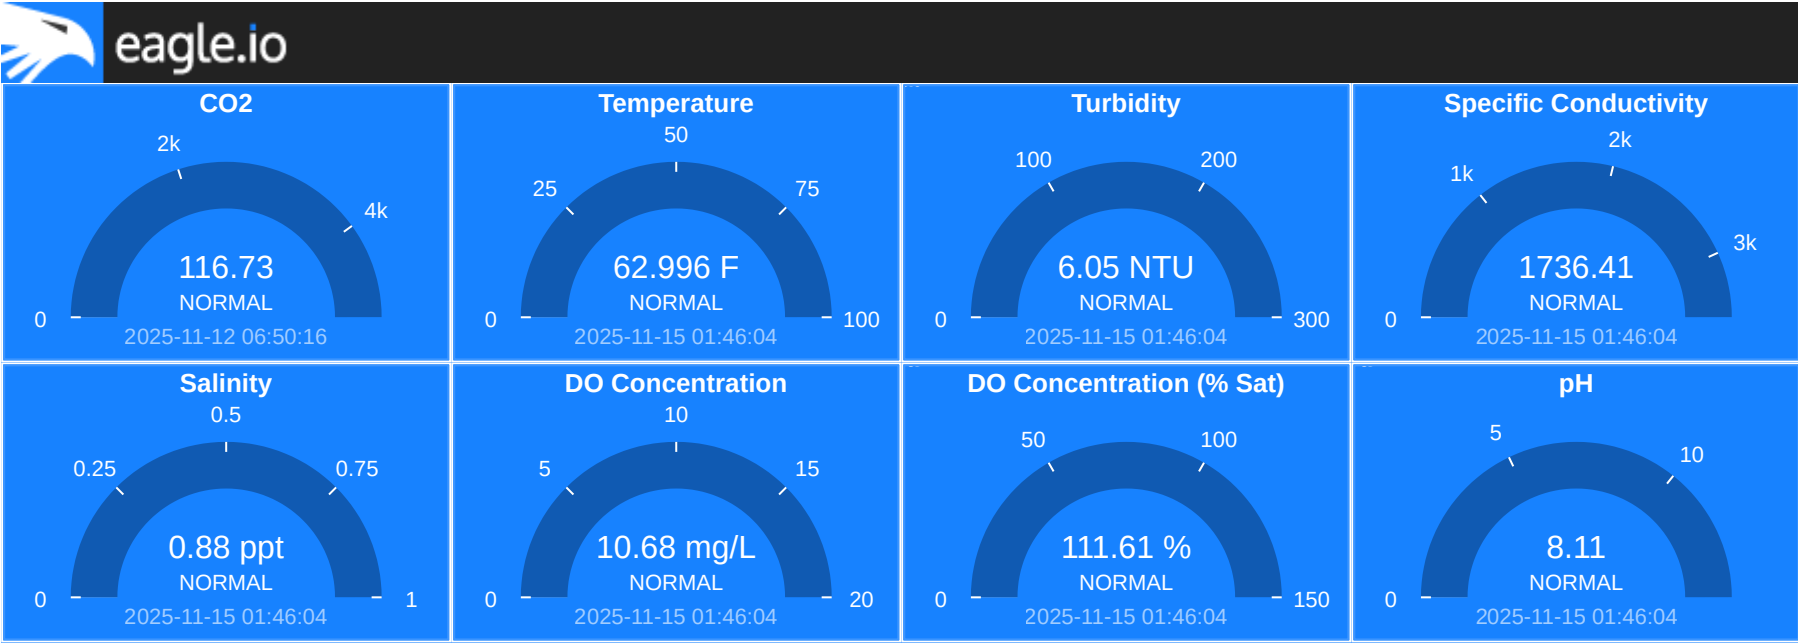 eagle.io
CO2
2k
4k
116.73
NORMAL
0
2025-11-12 06:50:16
Temperature
50
25
75
62.996 F
NORMAL
0
100
2025-11-15 01:46:04
Turbidity
100
200
6.05 NTU
NORMAL
0
300
2025-11-15 01:46:04
Specific Conductivity
2k
1k
3k
1736.41
NORMAL
0
2025-11-15 01:46:04
Salinity
0.5
0.25
0.75
0.88 ppt
NORMAL
0
1
2025-11-15 01:46:04
DO Concentration
10
5
15
10.68 mg/L
NORMAL
0
20
2025-11-15 01:46:04
DO Concentration (% Sat)
50
100
111.61 %
NORMAL
0
150
2025-11-15 01:46:04
pH
5
10
8.11
NORMAL
0
2025-11-15 01:46:04